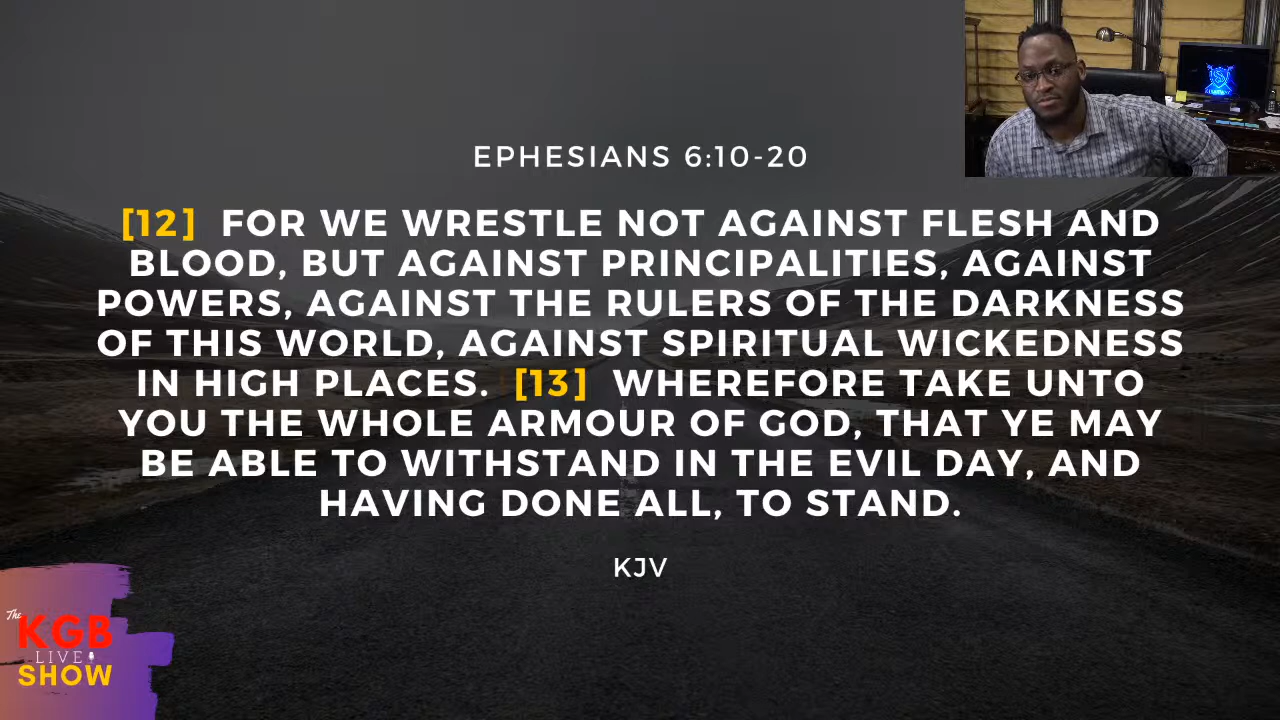 EPHESIANS 6:10-20
[12] FOR WE WRESTLE NOT AGAINST FLESH AND
BLOOD, BUT AGAINST PRINCIPALITIES, AGAINST
POWERS, AGAINST THE RULERS OF THE DARKNESS
OF THIS WORLD, AGAINST SPIRITUAL WICKEDNESS
IN HIGH PLACES. [13] WHEREFORE TAKE UNTO
YOU THE WHOLE ARMOUR OF GOD, THAT YE MAY
BE ABLE TO WITHSTAND IN THE EVIL DAY, AND
HAVING DONE ALL, TO STAND.
KJV
The
KGB
LIVE
SHOW